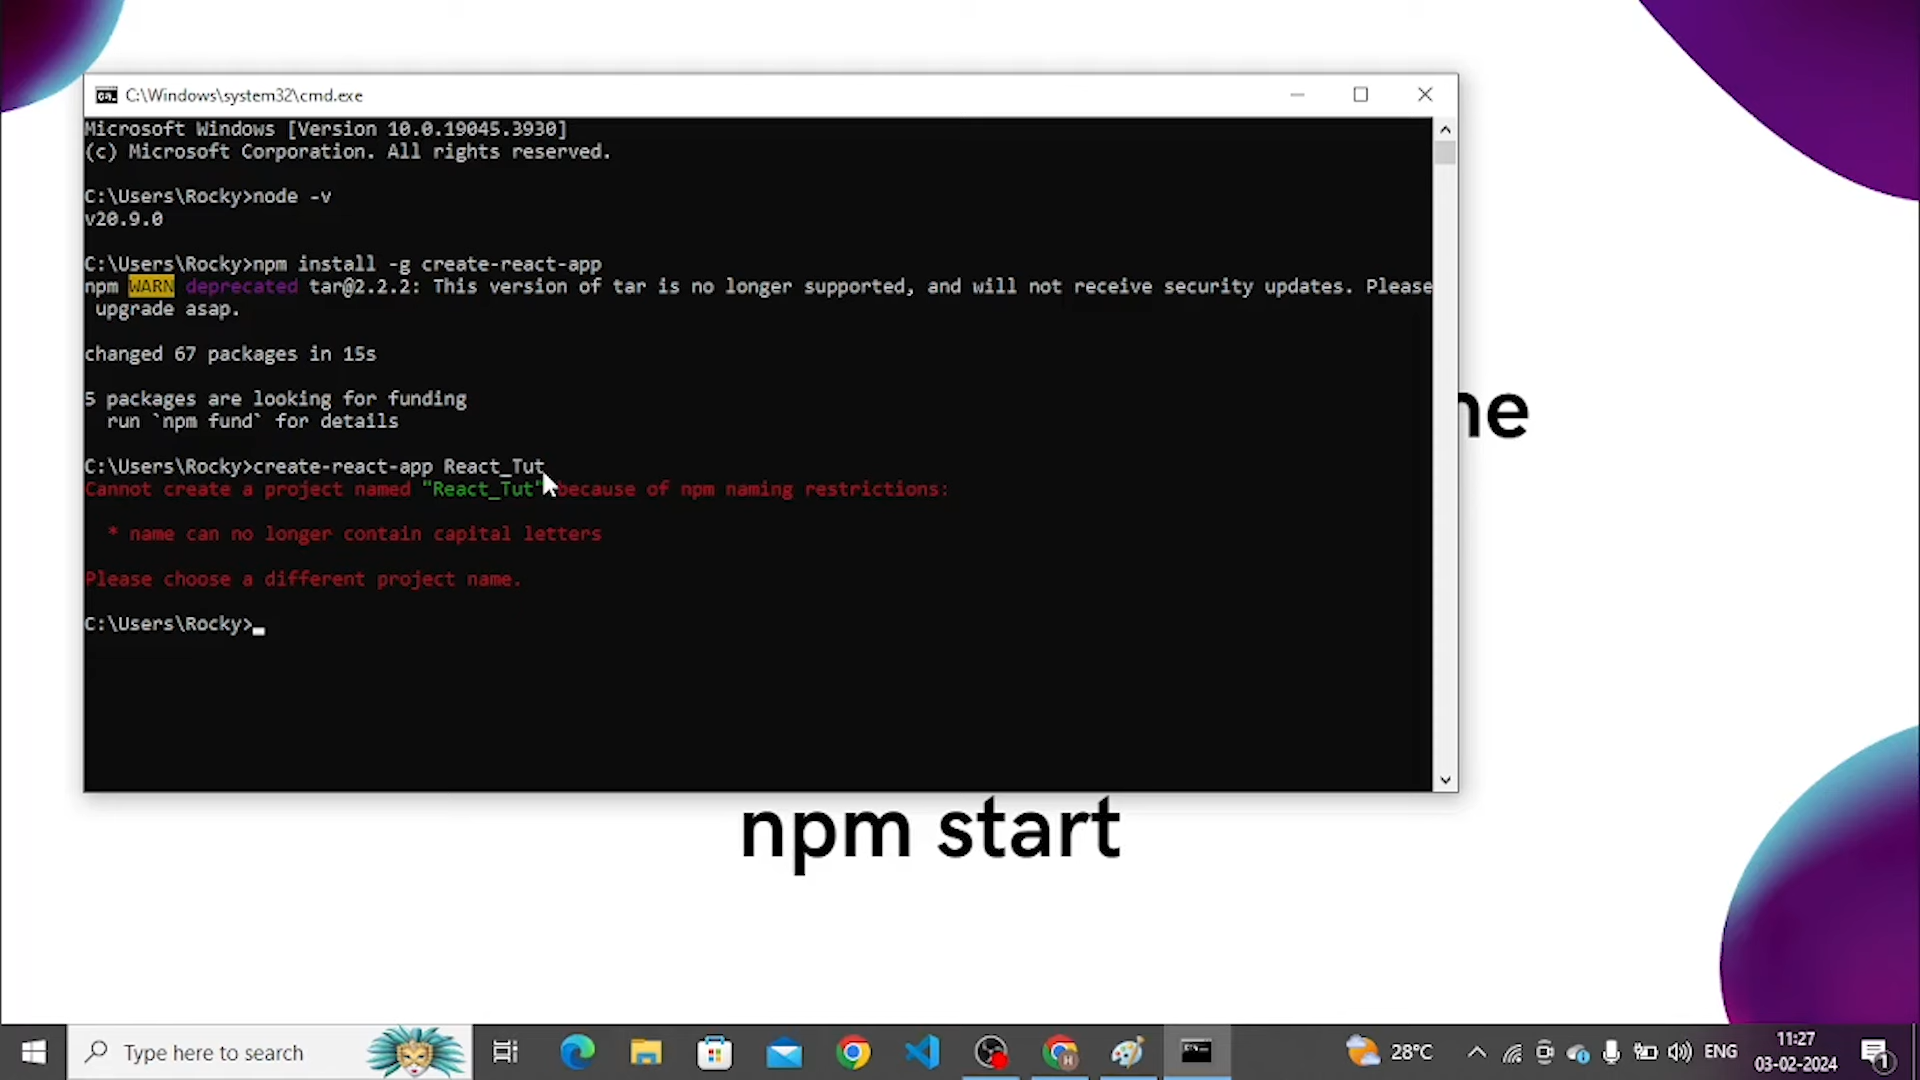 C:\Windows\system32\cmd.exe
Microsoft Windows [Version 10.0.19045.3930]
(c) Microsoft Corporation. All rights reserved.
C:\Users\Rocky>node -v
v20.9.0
C:\Users\Rocky>npm install -g create-react-app
npm WARN deprecated tar@2.2.2: This version of tar is no longer supported, and will not receive security updates. Please
upgrade asap.
changed 67 packages in 15s
5 packages are looking for funding
run `npm fund` for details
C:\Users\Rocky>create-react-app React_Tut
Cannot create a project named "React_Tut" because of npm naming restrictions:
* name can no longer contain capital letters
Please choose a different project name.
C:\Users\Rocky>
npm start
Type here to search
28°C
ENG
11:27
03-02-2024
1